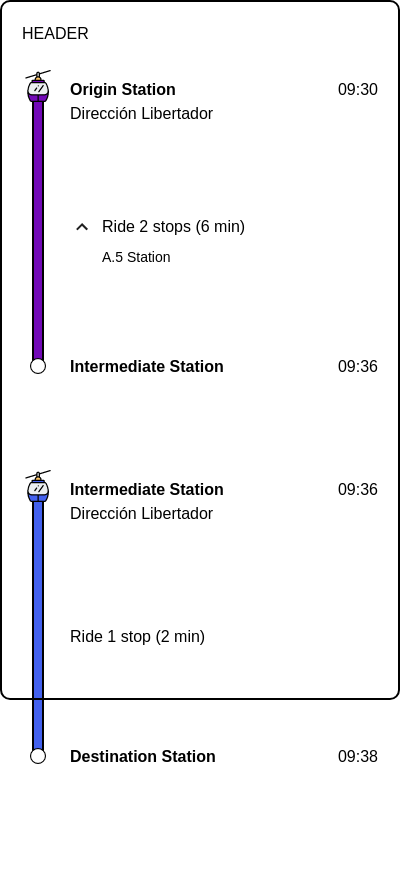 HEADER
Origin Station 09:30
Dirección Libertador
Ride 2 stops (6 min)
A.5 Station
Intermediate Station 09:36
Intermediate Station 09:36
Dirección Libertador
Ride 1 stop (2 min)
Destination Station 09:38